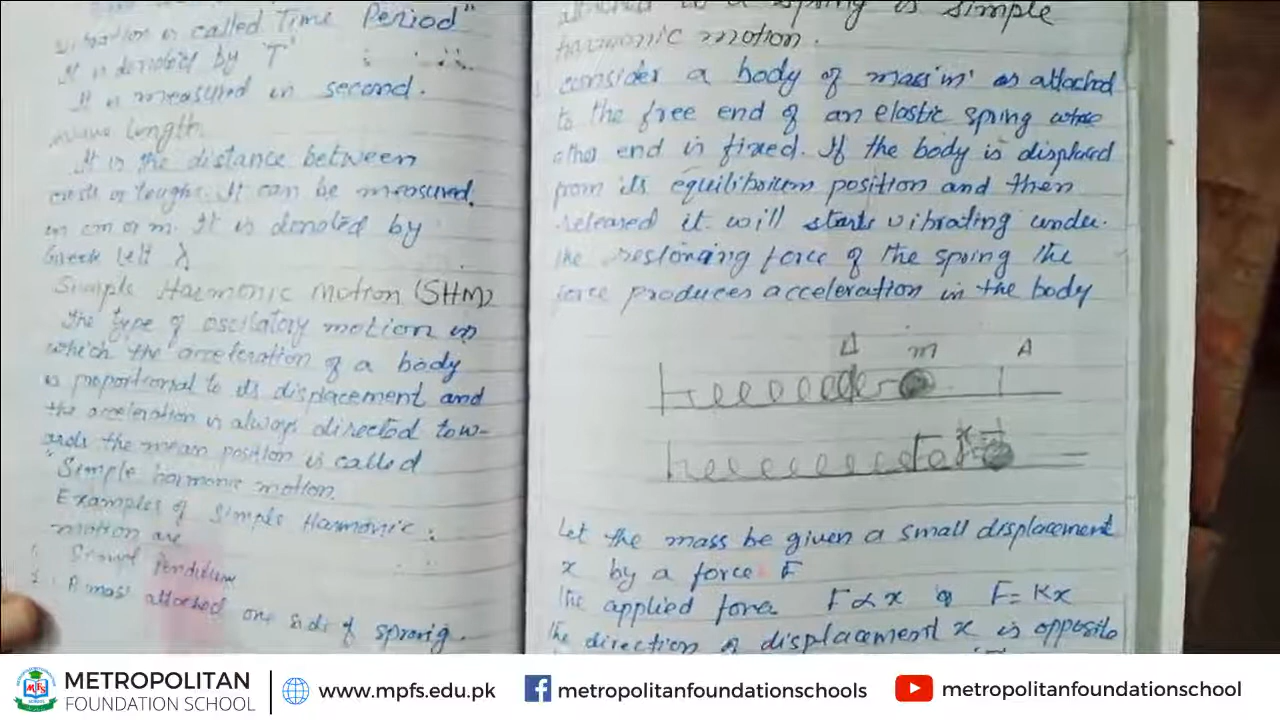 vibration is called Time Period"
It is denoted by 'T'
It is measured in second.
wave length.
It is the distance between
crests or toughs. It can be measured.
in cm or m. It is denoted by
Greek lett λ
Simple Harmonic motion (SHM)
The type of oscilatory motion in
which the acceleration of a body
is proportional to its displacement and
the acceleration is always directed tow-
ards the mean position is called
"Simple harmonic motion.
Examples of Simple Harmonic :
motion are
1. Simpl Pendulum
2. A mass attached one side of spring.
attached to a spring is simple
harmonic motion.
consider a body of mass 'm' as attached
to the free end of an elastic spring whose
other end is fixed. If the body is displaced
from its equilibrium position and then
released it will starts vibrating under
the restoring force of the spring the
force produces acceleration in the body
m A
Let the mass be given a small displacement
x by a force F
The applied force F∝x F=Kx
The direction of displacement x is opposite
METROPOLITAN
FOUNDATION SCHOOL
www.mpfs.edu.pk
metropolitanfoundationschools
metropolitanfoundationschool